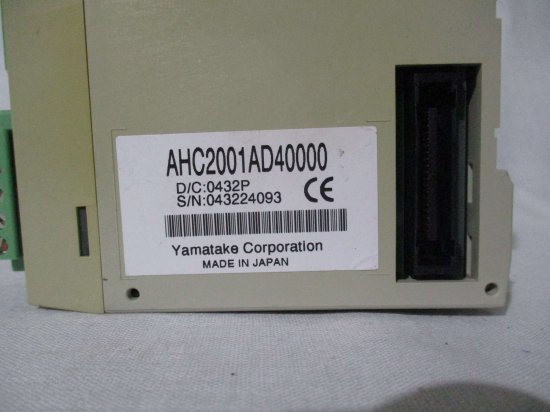 AHC2001AD40000
D/C:0432P
S/N:043224093
CE
Yamatake Corporation
MADE IN JAPAN